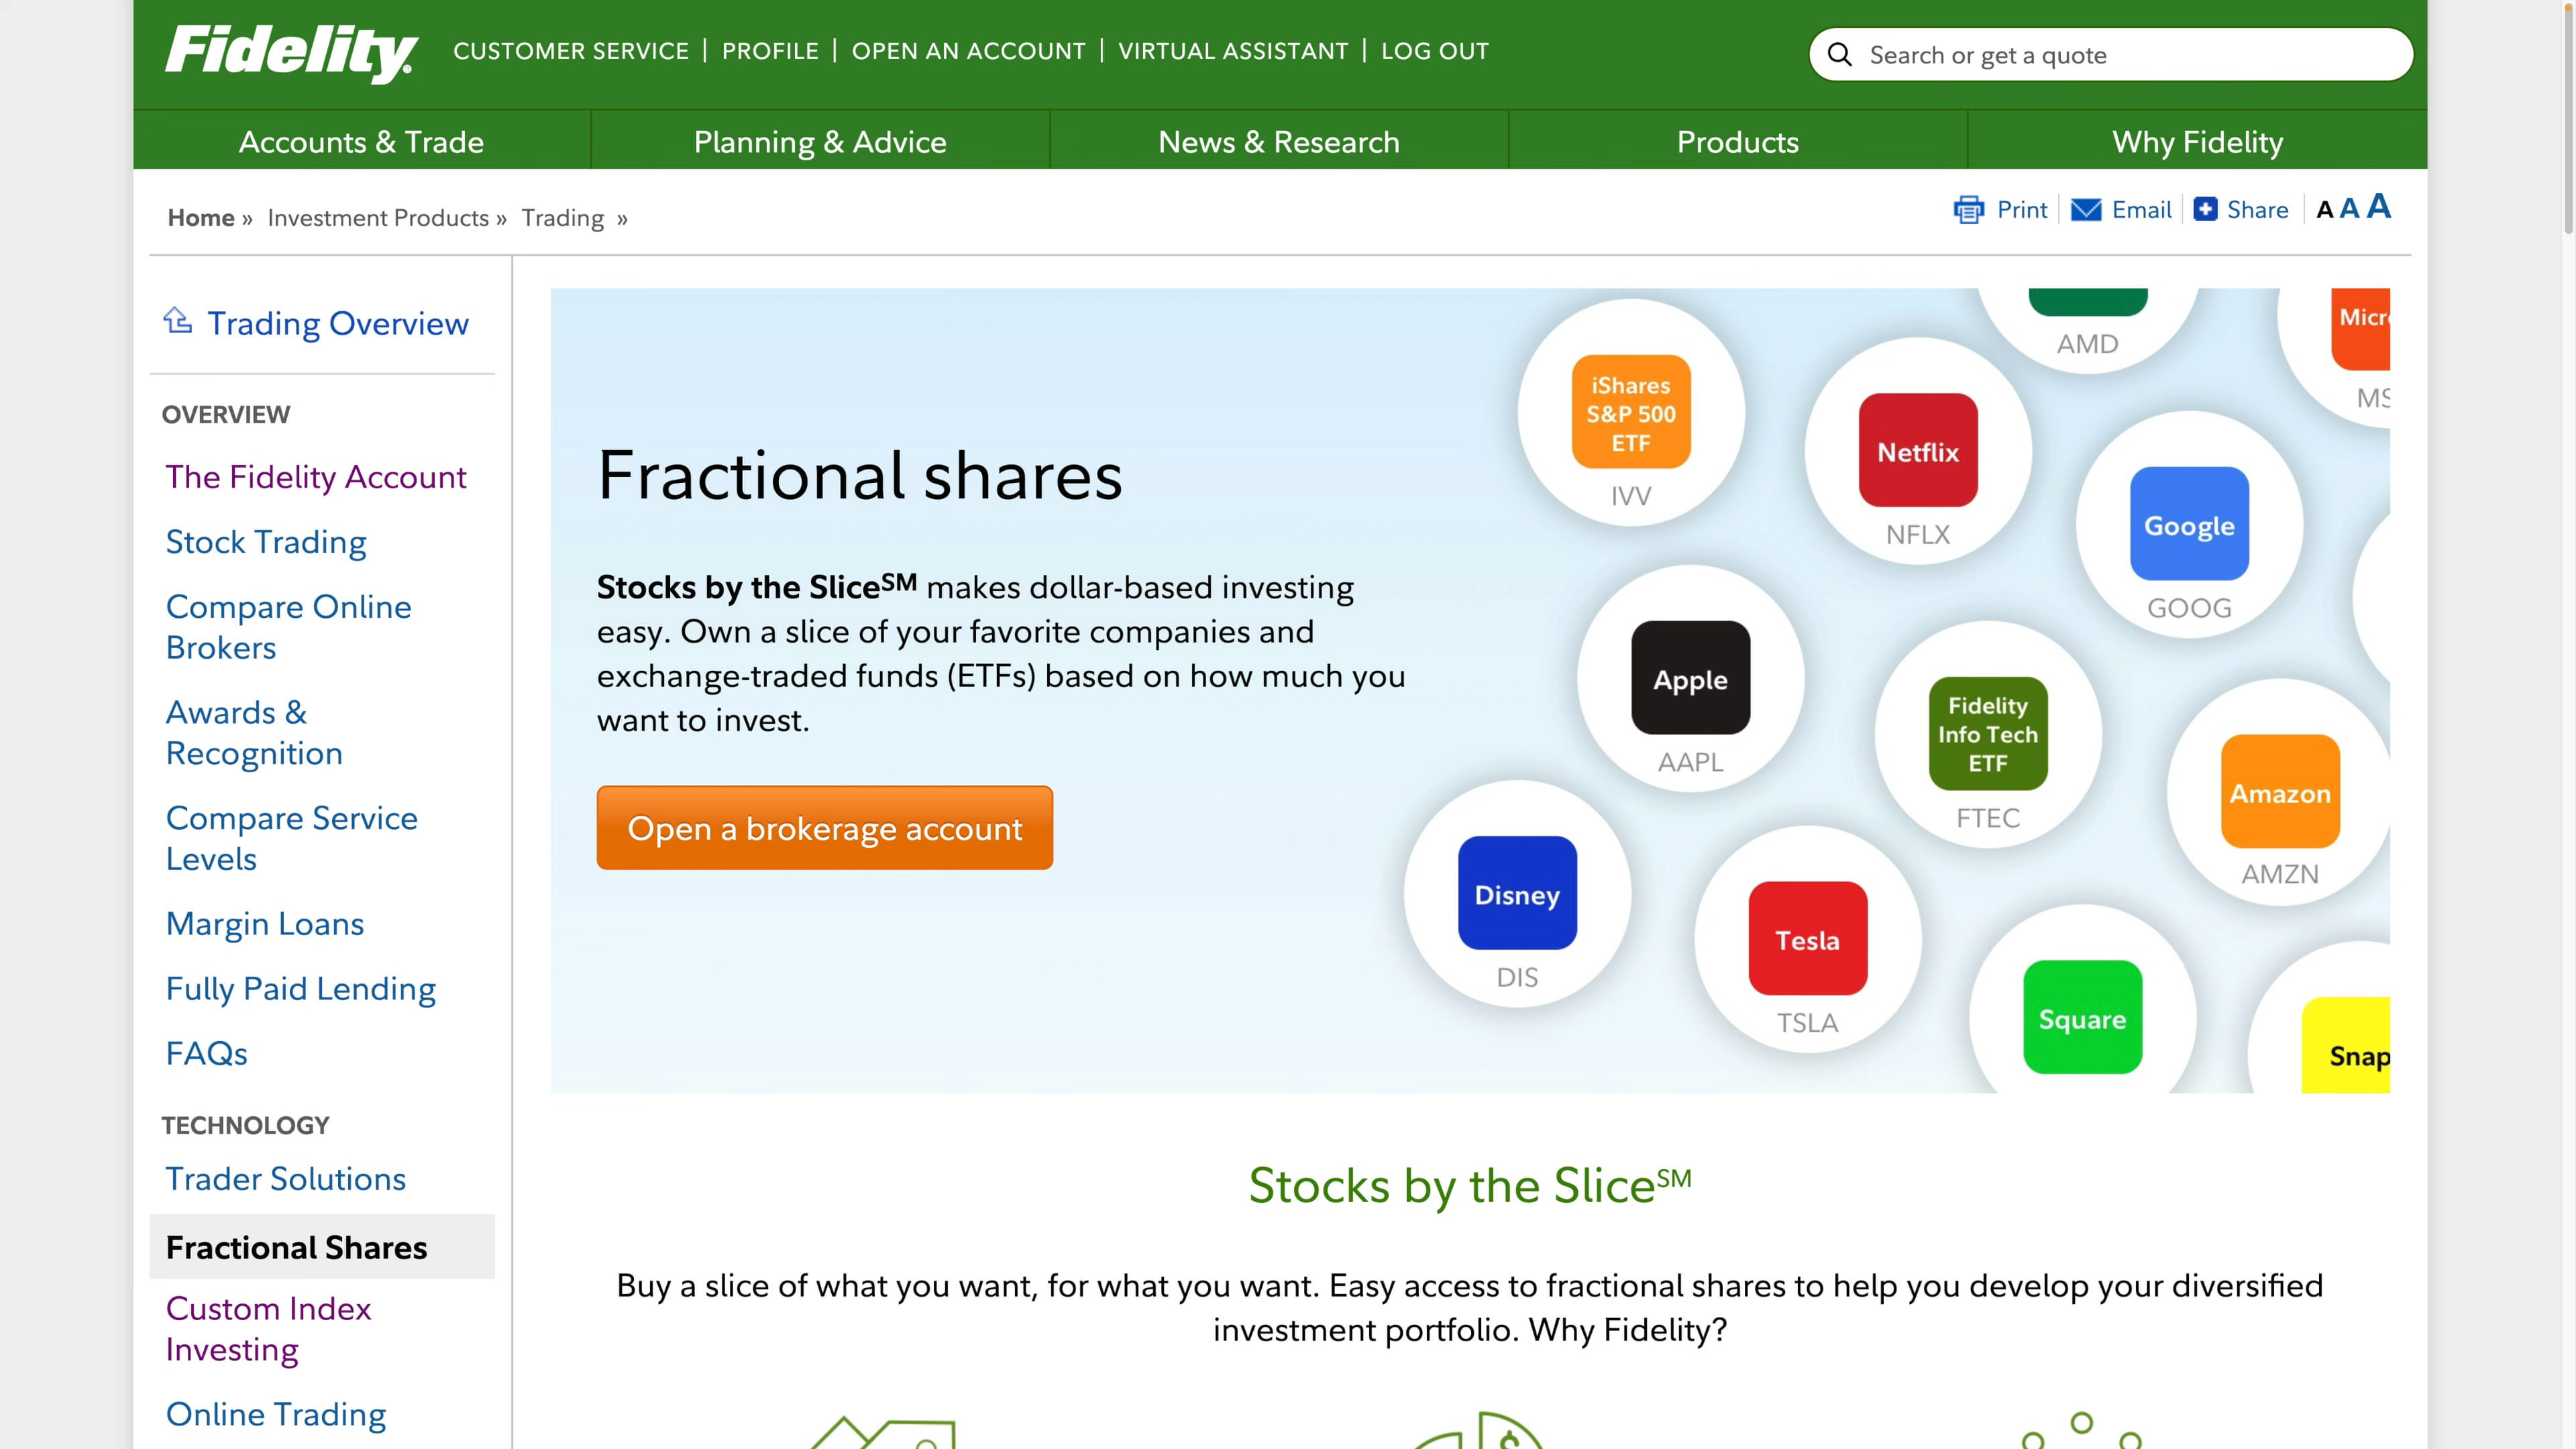 Fidelity
CUSTOMER SERVICE | PROFILE | OPEN AN ACCOUNT | VIRTUAL ASSISTANT | LOG OUT
Search or get a quote
Accounts & Trade
Planning & Advice
News & Research
Products
Why Fidelity
Home » Investment Products » Trading »
Print
Email
Share
A A A
Trading Overview
OVERVIEW
The Fidelity Account
Stock Trading
Compare Online
Brokers
Awards &
Recognition
Compare Service
Levels
Margin Loans
Fully Paid Lending
FAQs
TECHNOLOGY
Trader Solutions
Fractional Shares
Custom Index
Investing
Online Trading
Fractional shares
Stocks by the Slice℠ makes dollar-based investing
easy. Own a slice of your favorite companies and
exchange-traded funds (ETFs) based on how much you
want to invest.
Open a brokerage account
iShares
S&P 500
ETF
IVV
Netflix
NFLX
AMD
Micr
MS
Google
GOOG
Apple
AAPL
Fidelity
Info Tech
ETF
FTEC
Amazon
AMZN
Disney
DIS
Tesla
TSLA
Square
Snap
Stocks by the Slice℠
Buy a slice of what you want, for what you want. Easy access to fractional shares to help you develop your diversified
investment portfolio. Why Fidelity?
$